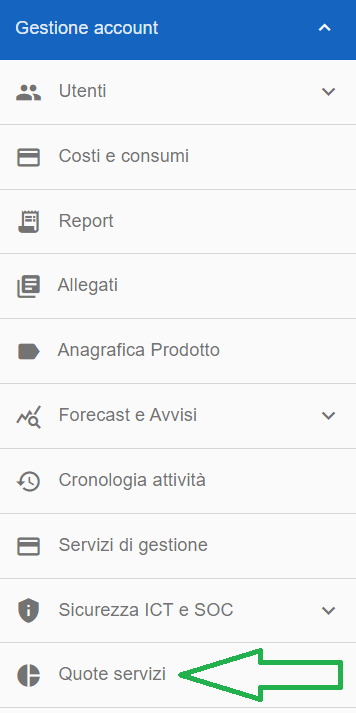 Gestione account
Utenti
Costi e consumi
Report
Allegati
Anagrafica Prodotto
Forecast e Avvisi
Cronologia attività
Servizi di gestione
Sicurezza ICT e SOC
Quote servizi